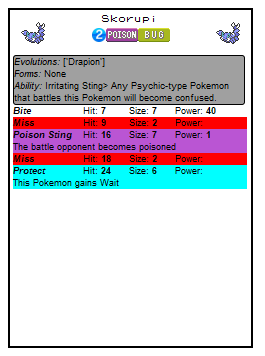 Skorupi
2 POISON BUG
Evolutions: ['Drapion']
Forms: None
Ability: Irritating Sting> Any Psychic-type Pokemon
that battles this Pokemon will become confused.
Bite Hit: 7 Size: 7 Power: 40
Miss Hit: 9 Size: 2 Power:
Poison Sting Hit: 16 Size: 7 Power: 1
The battle opponent becomes poisoned
Miss Hit: 18 Size: 2 Power:
Protect Hit: 24 Size: 6 Power:
This Pokemon gains Wait